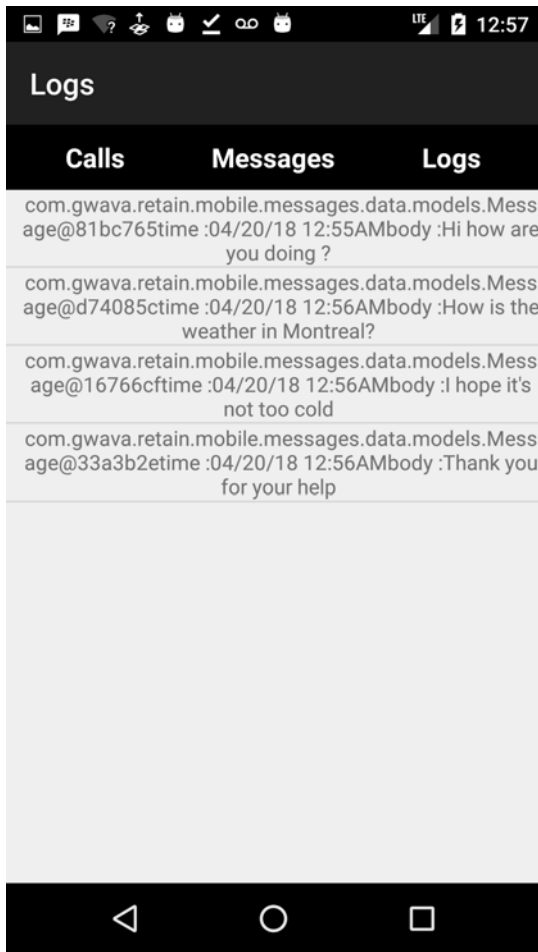 LTE 12:57
Logs
Calls Messages Logs
com.gwava.retain.mobile.messages.data.models.Mess
age@81bc765time :04/20/18 12:55AMbody :Hi how are
you doing ?
com.gwava.retain.mobile.messages.data.models.Mess
age@d74085ctime :04/20/18 12:56AMbody :How is the
weather in Montreal?
com.gwava.retain.mobile.messages.data.models.Mess
age@16766cftime :04/20/18 12:56AMbody :I hope it's
not too cold
com.gwava.retain.mobile.messages.data.models.Mess
age@33a3b2etime :04/20/18 12:56AMbody :Thank you
for your help